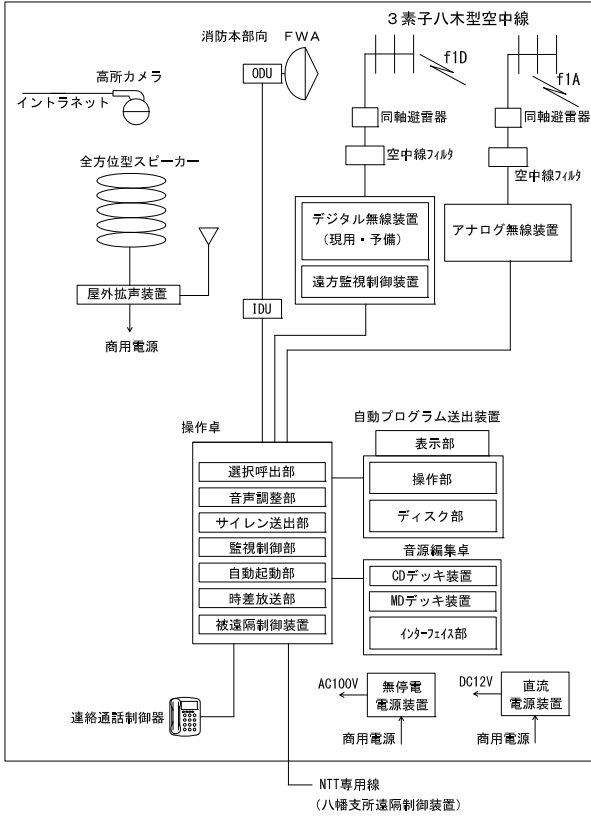 3素子八木型空中線
消防本部向 FWA
f1D
f1A
ODU
高所カメラ
イントラネット
同軸避雷器
同軸避雷器
空中線フィルタ
空中線フィルタ
全方位型スピーカー
デジタル無線装置
(現用・予備)
アナログ無線装置
遠方監視制御装置
屋外拡声装置
IDU
商用電源
自動プログラム送出装置
操作卓
表示部
選択呼出部
操作部
音声調整部
サイレン送出部
ディスク部
監視制御部
音源編集卓
自動起動部
CDデッキ装置
時差放送部
MDデッキ装置
被遠隔制御装置
インターフェイス部
AC100V
無停電
電源装置
DC12V
直流
電源装置
連絡通話制御器
商用電源
商用電源
NTT専用線
(八幡支所遠隔制御装置)